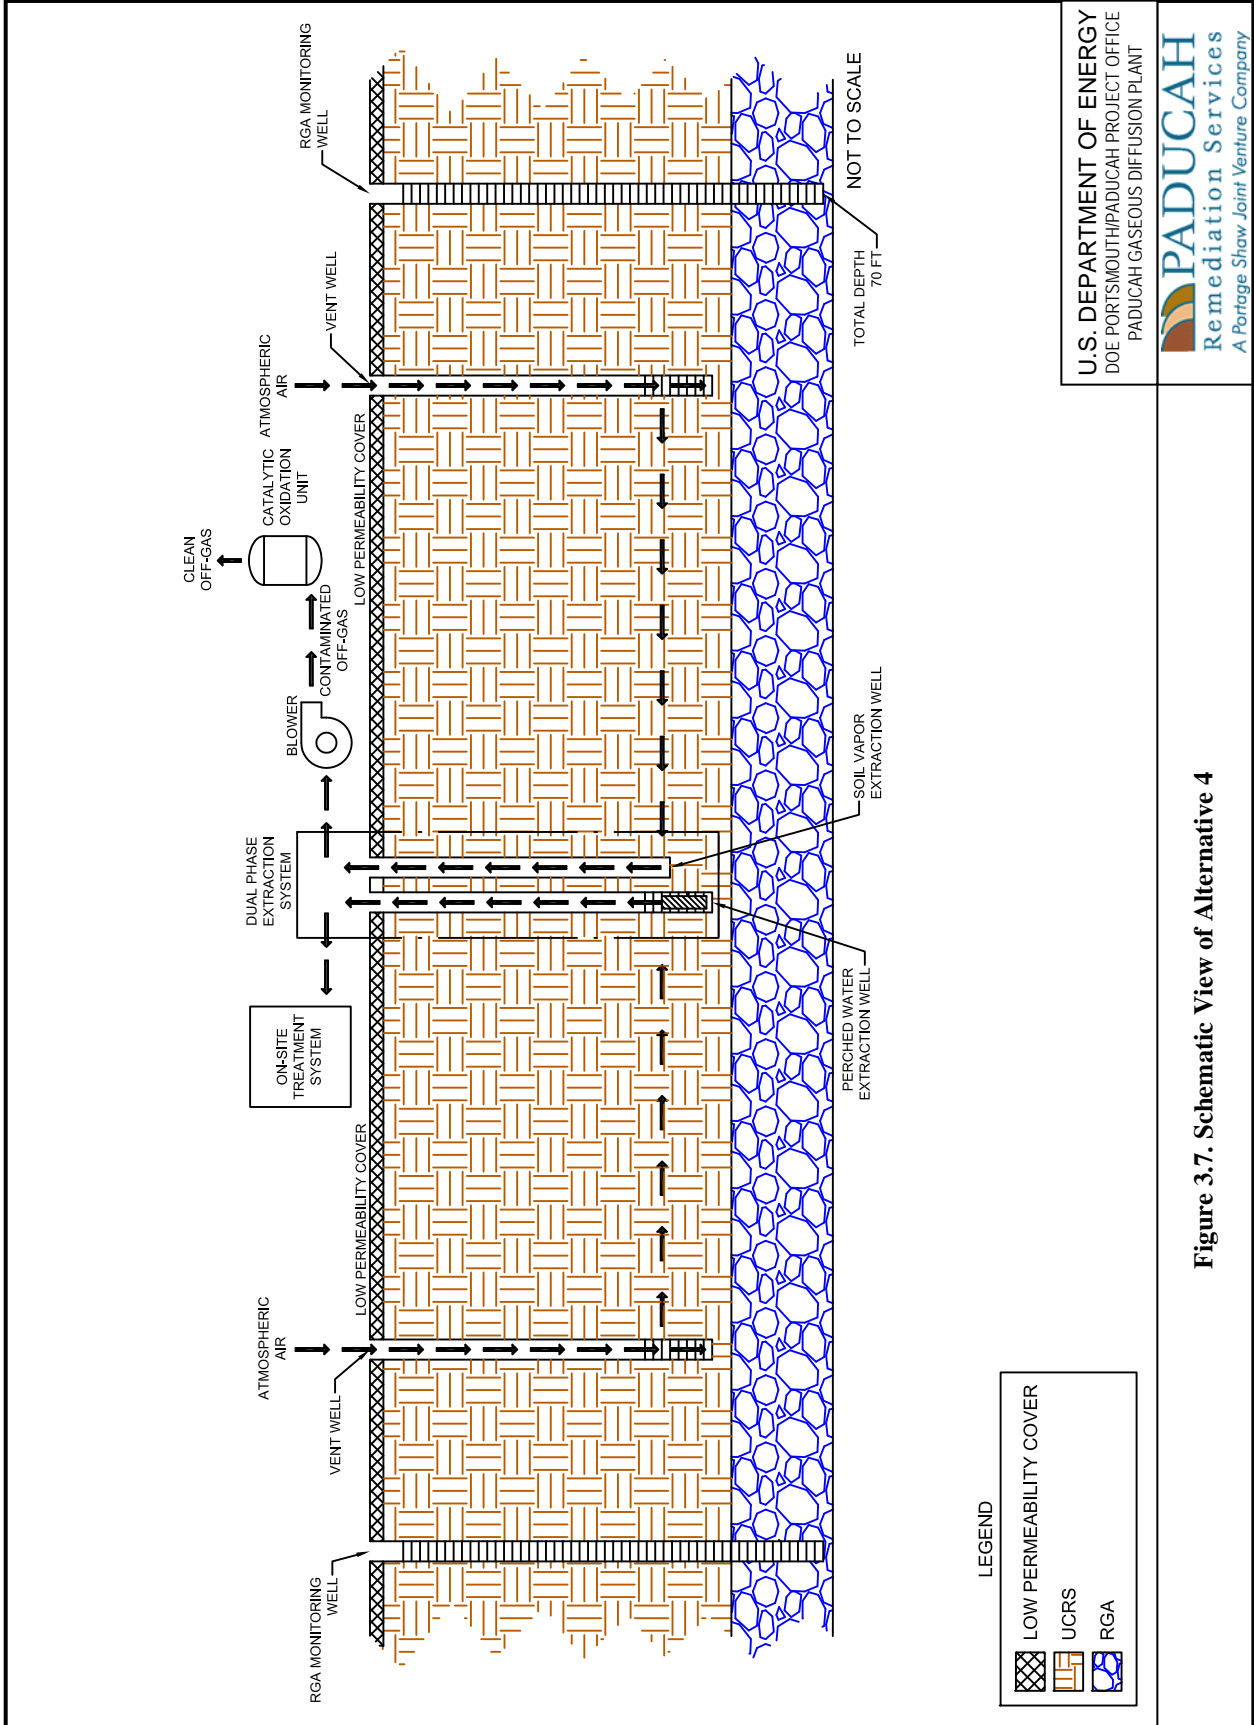 RGA MONITORING
WELL
VENT WELL
ATMOSPHERIC
AIR
LOW PERMEABILITY COVER
ON-SITE
TREATMENT
SYSTEM
DUAL PHASE
EXTRACTION
SYSTEM
BLOWER
CONTAMINATED
OFF-GAS
CLEAN
OFF-GAS
CATALYTIC
OXIDATION
UNIT
LOW PERMEABILITY COVER
ATMOSPHERIC
AIR
VENT WELL
RGA MONITORING
WELL
PERCHED WATER
EXTRACTION WELL
SOIL VAPOR
EXTRACTION WELL
TOTAL DEPTH
70 FT
NOT TO SCALE
LEGEND
LOW PERMEABILITY COVER
UCRS
RGA
U.S. DEPARTMENT OF ENERGY
DOE PORTSMOUTH/PADUCAH PROJECT OFFICE
PADUCAH GASEOUS DIFFUSION PLANT
PADUCAH
Remediation Services
A Portage Shaw Joint Venture Company
Figure 3.7. Schematic View of Alternative 4